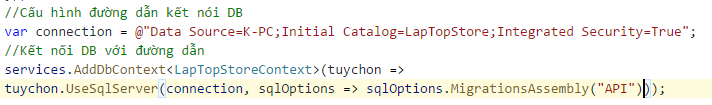 //Cấu hình đường dẫn kết nối DB
var connection = @"Data Source=K-PC;Initial Catalog=LapTopStore;Integrated Security=True";
//Kết nối DB với đường dẫn
services.AddDbContext<LapTopStoreContext>(tuychon =>
tuychon.UseSqlServer(connection, sqlOptions => sqlOptions.MigrationsAssembly("API")));